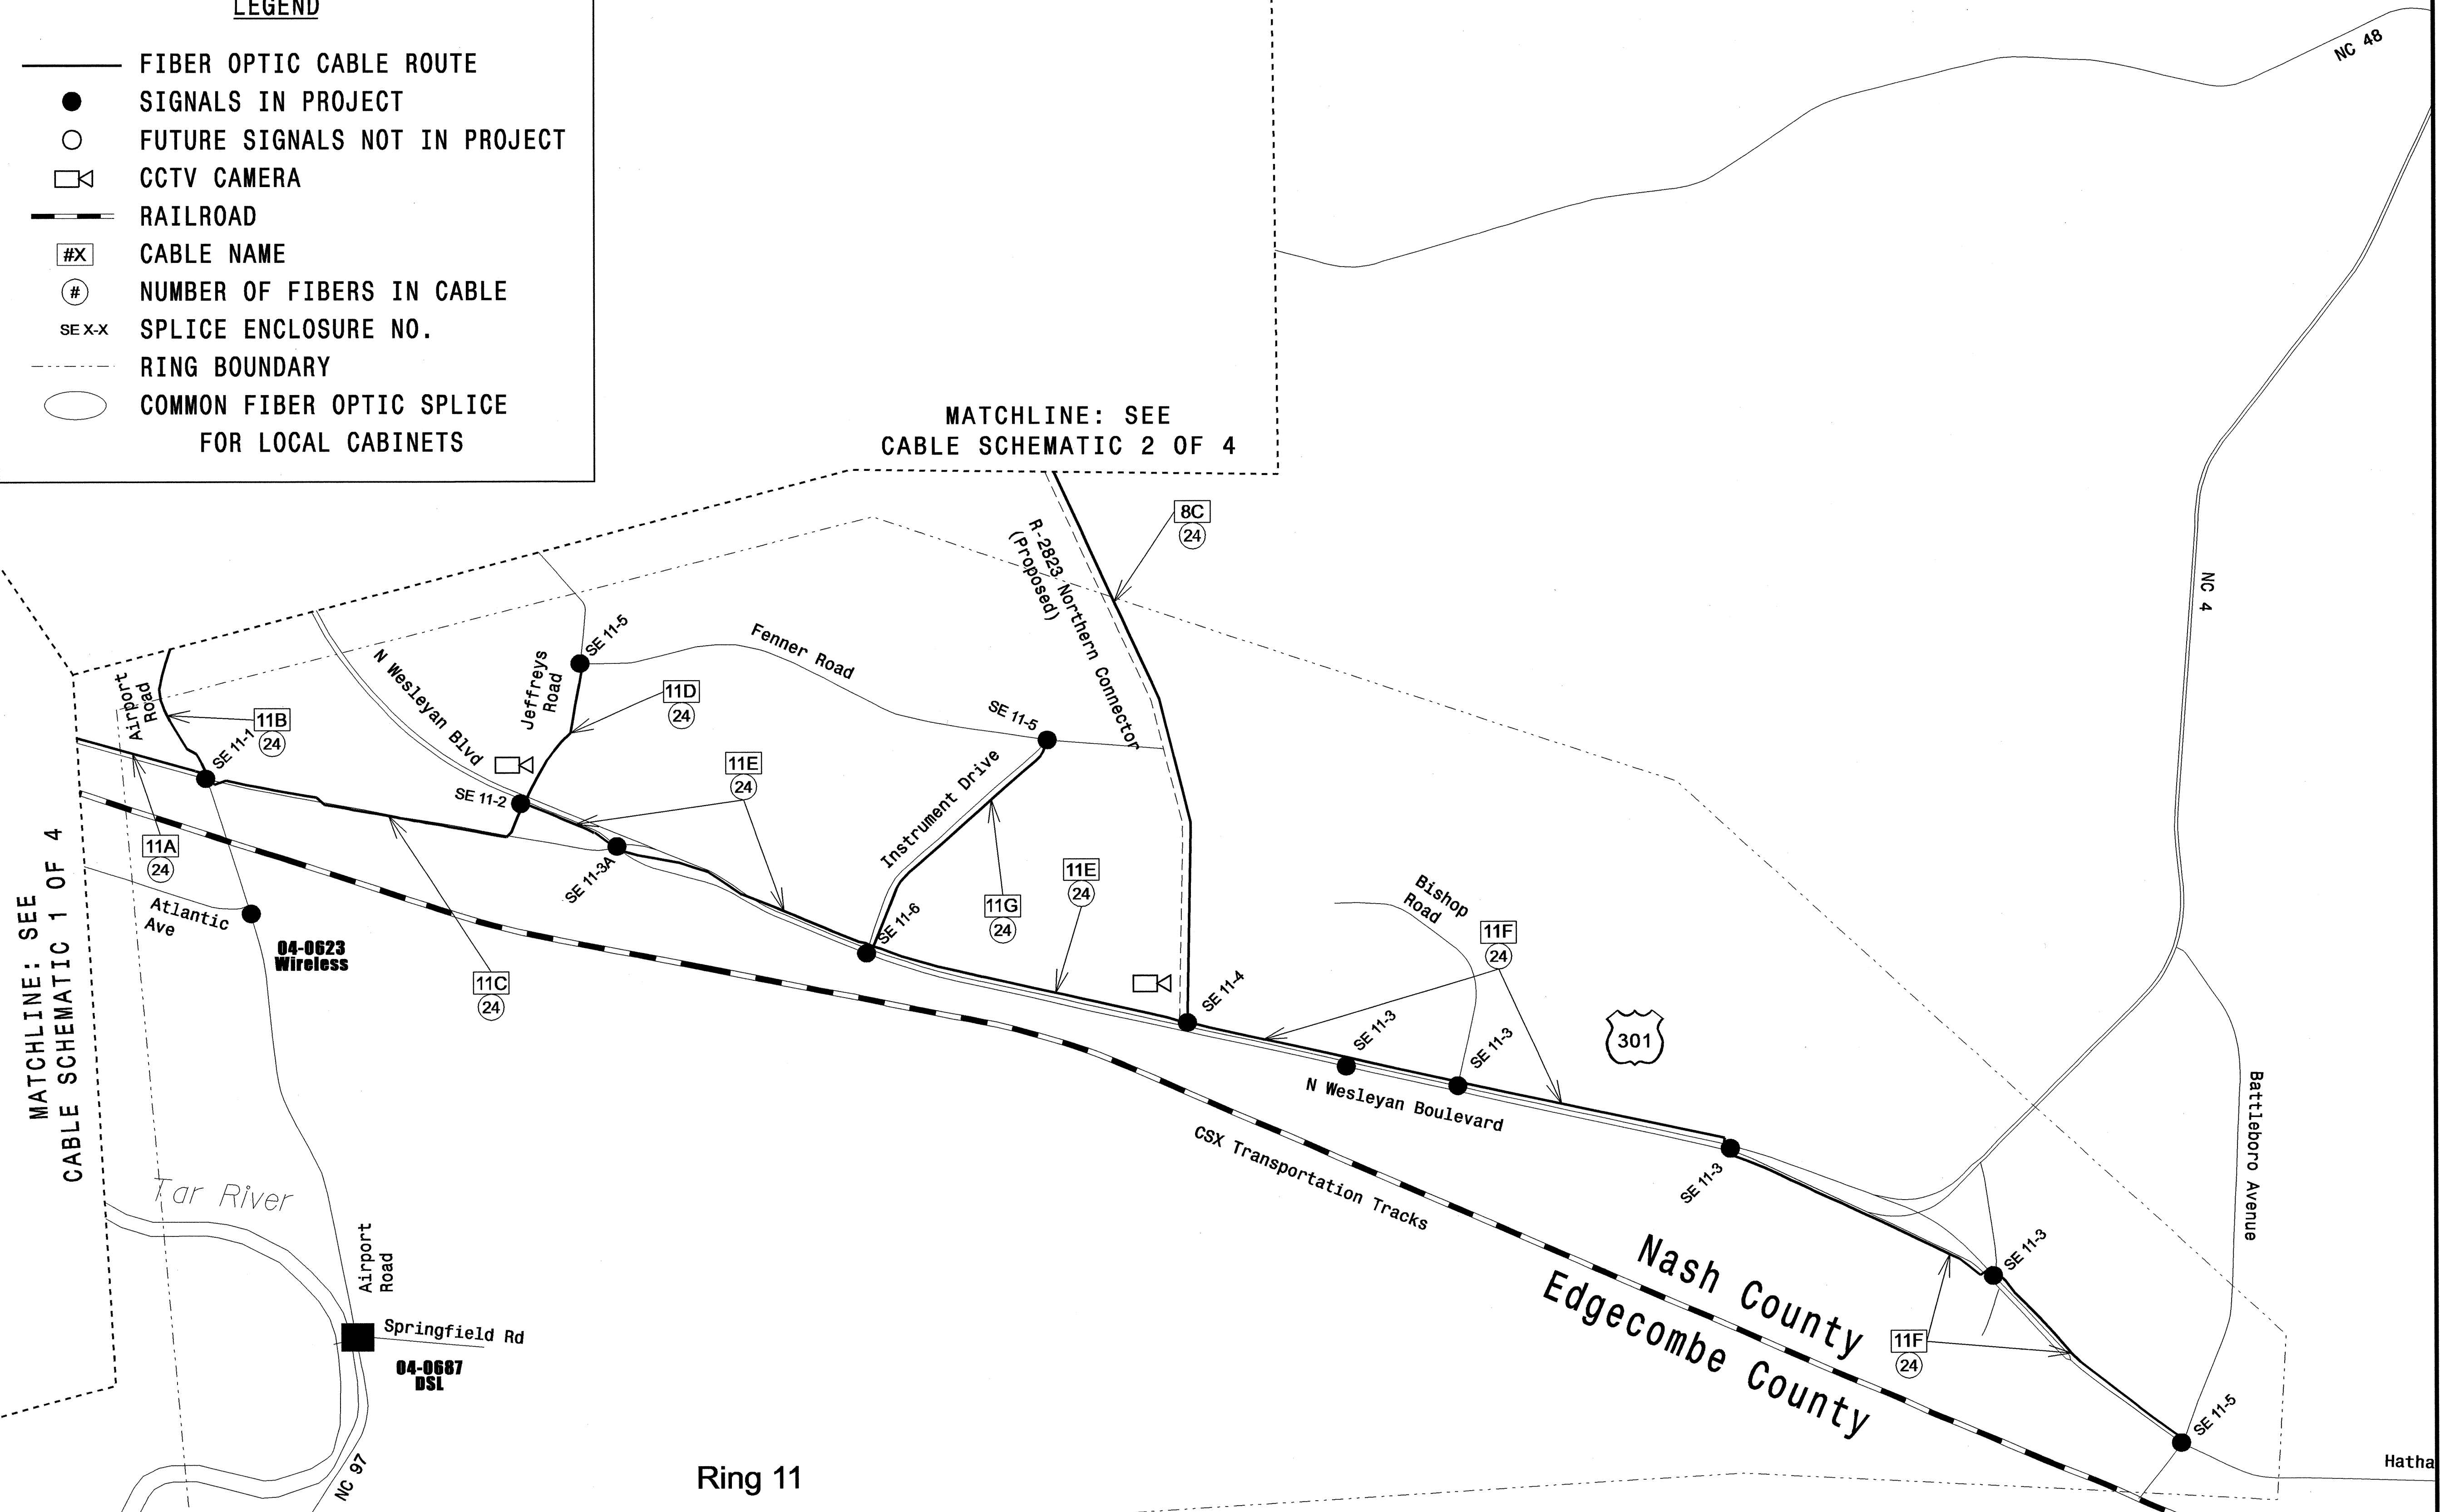 LEGEND
FIBER OPTIC CABLE ROUTE
SIGNALS IN PROJECT
FUTURE SIGNALS NOT IN PROJECT
CCTV CAMERA
RAILROAD
#X CABLE NAME
# NUMBER OF FIBERS IN CABLE
SE X-X SPLICE ENCLOSURE NO.
RING BOUNDARY
COMMON FIBER OPTIC SPLICE
FOR LOCAL CABINETS
NC 48
MATCHLINE: SEE
CABLE SCHEMATIC 2 OF 4
8C
24
R-2823 Northern Connector
(Proposed)
NC 4
SE 11-5
Fenner Road
N Wesleyan Blvd
Jeffreys
Road
11D
24
Airport
Road
11B
24
SE 11-1
SE 11-5
11E
24
SE 11-2
Instrument Drive
11A
24
SE 11-3A
11E
24
11G
24
SE 11-6
Bishop
Road
11F
24
Atlantic
Ave
04-0623
Wireless
11C
24
SE 11-4
SE 11-3
SE 11-3
301
MATCHLINE: SEE
CABLE SCHEMATIC 1 OF 4
N Wesleyan Boulevard
CSX Transportation Tracks
SE 11-3
Battleboro Avenue
Tar River
Airport
Road
SE 11-3
Nash County
Edgecombe County
Springfield Rd
04-0687
DSL
11F
24
SE 11-5
Hatha
Ring 11
NC 97